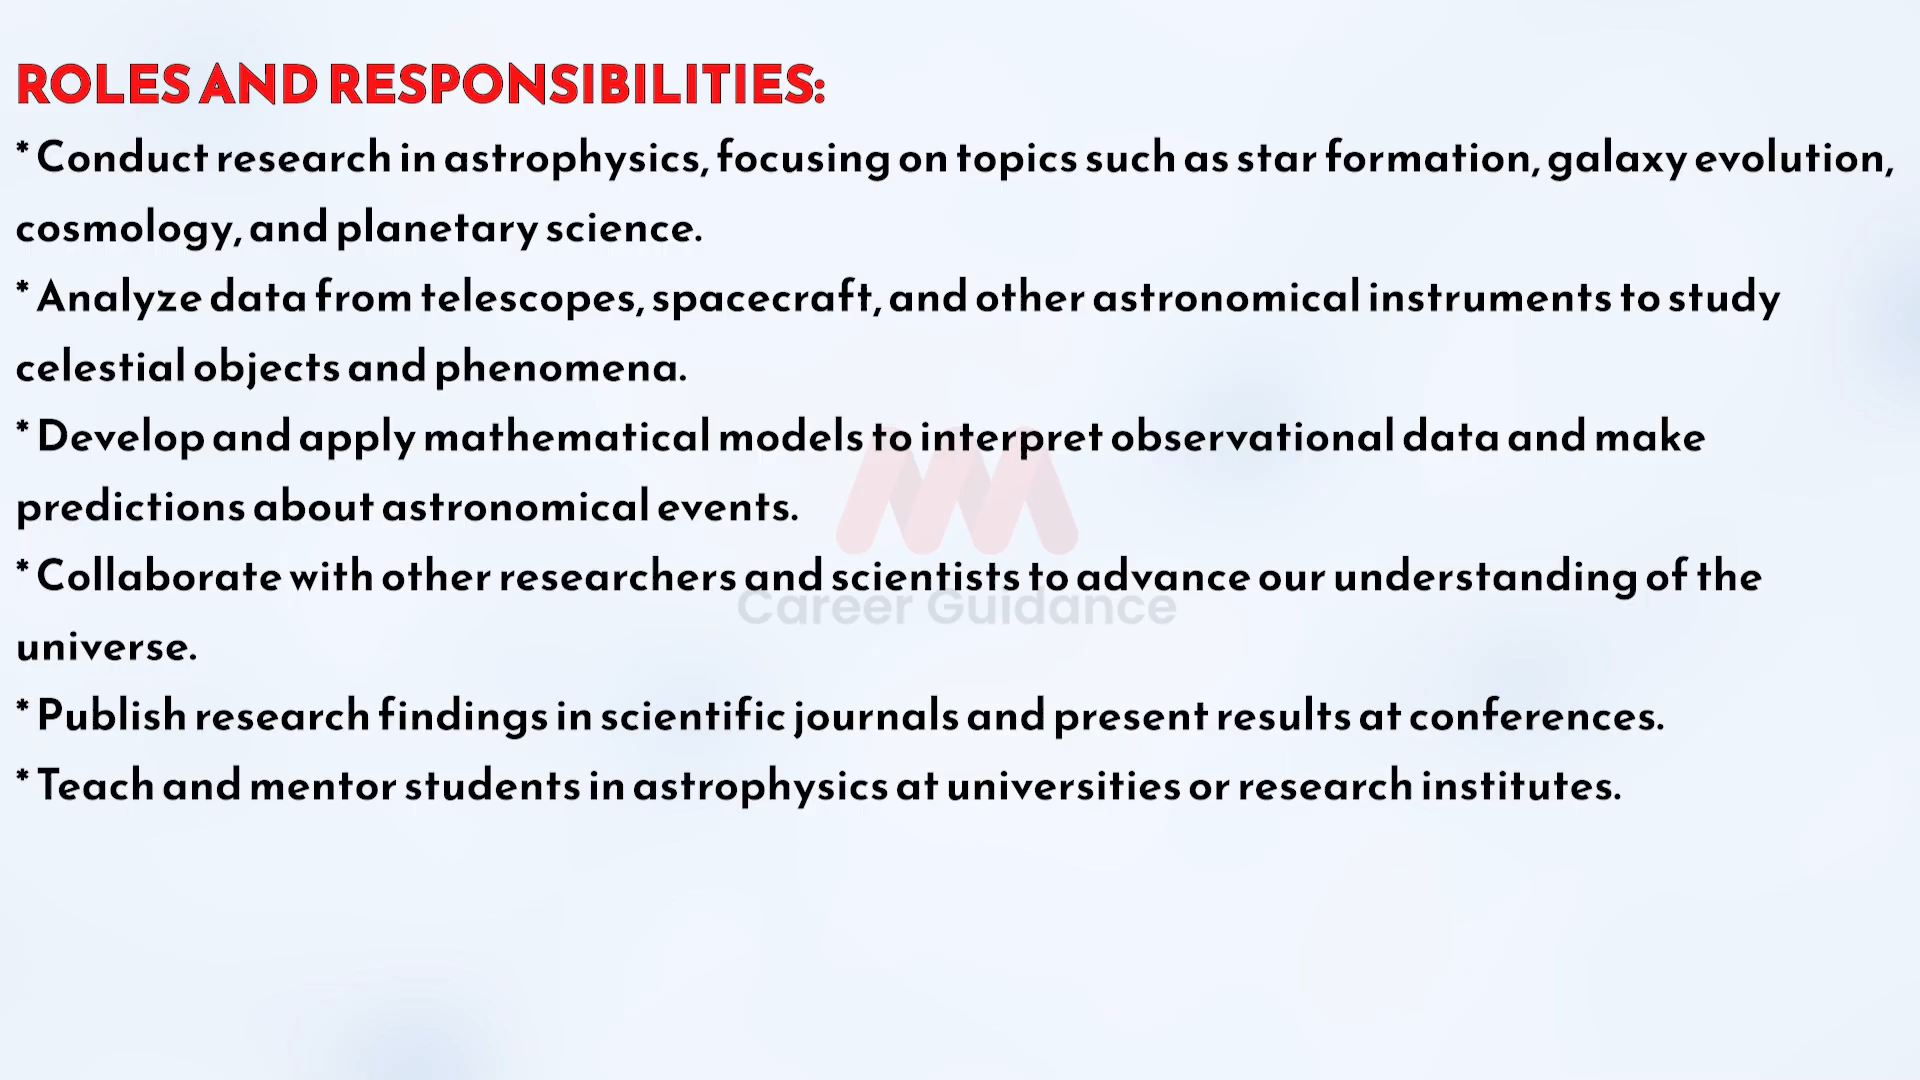 ROLES AND RESPONSIBILITIES:
* Conduct research in astrophysics, focusing on topics such as star formation, galaxy evolution,
cosmology, and planetary science.
* Analyze data from telescopes, spacecraft, and other astronomical instruments to study
celestial objects and phenomena.
* Develop and apply mathematical models to interpret observational data and make
predictions about astronomical events.
* Collaborate with other researchers and scientists to advance our understanding of the
Career Guidance
universe.
* Publish research findings in scientific journals and present results at conferences.
* Teach and mentor students in astrophysics at universities or research institutes.